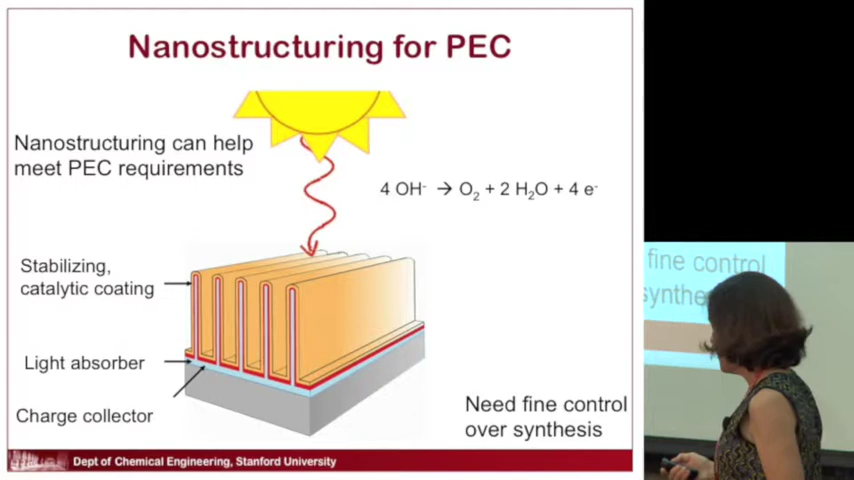 Nanostructuring for PEC
Nanostructuring can help
meet PEC requirements
4 OH⁻ → O₂ + 2 H₂O + 4 e⁻
Stabilizing,
catalytic coating
Light absorber
Charge collector
Need fine control
over synthesis
Dept of Chemical Engineering, Stanford University
fine control
synthe